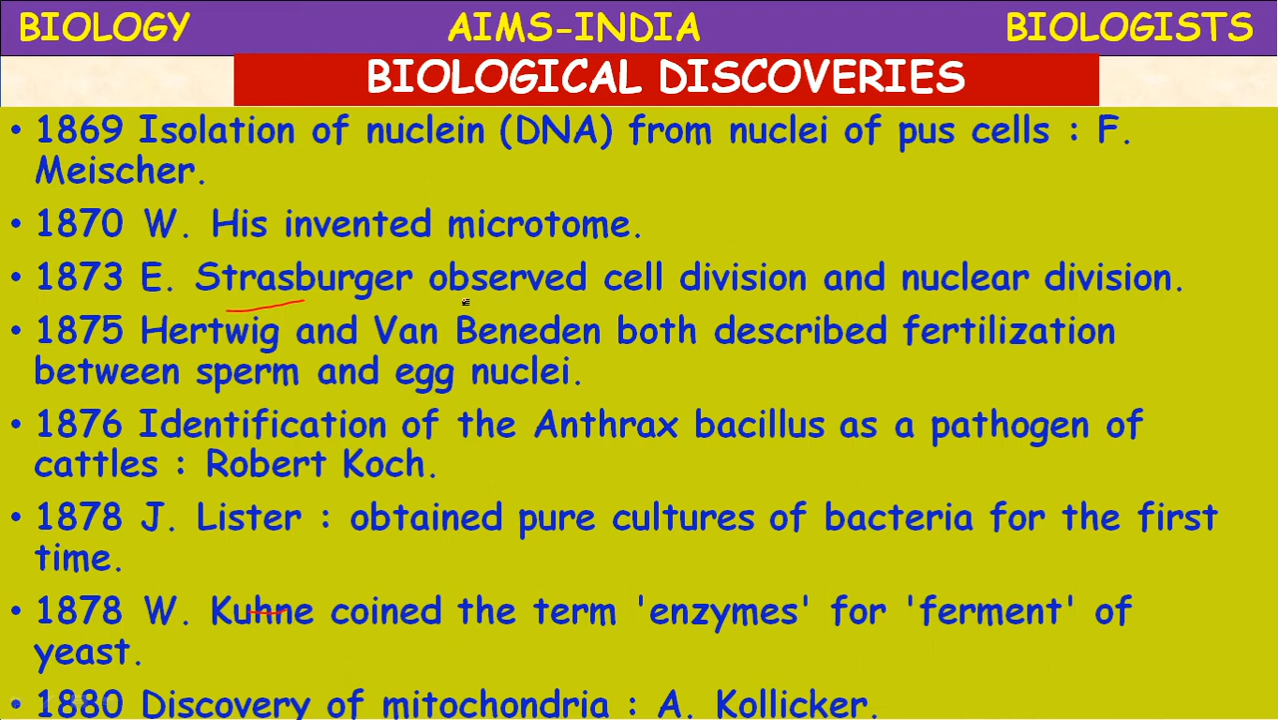 BIOLOGY AIMS-INDIA BIOLOGISTS
BIOLOGICAL DISCOVERIES
• 1869 Isolation of nuclein (DNA) from nuclei of pus cells : F.
Meischer.
• 1870 W. His invented microtome.
• 1873 E. Strasburger observed cell division and nuclear division.
• 1875 Hertwig and Van Beneden both described fertilization
between sperm and egg nuclei.
• 1876 Identification of the Anthrax bacillus as a pathogen of
cattles : Robert Koch.
• 1878 J. Lister : obtained pure cultures of bacteria for the first
time.
• 1878 W. Kuhne coined the term 'enzymes' for 'ferment' of
yeast.
• 1880 Discovery of mitochondria : A. Kollicker.